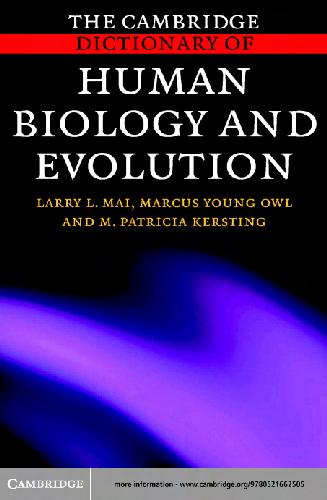 THE CAMBRIDGE
DICTIONARY OF
HUMAN
BIOLOGY AND
EVOLUTION
LARRY L. MAI, MARCUS YOUNG OWL
AND M. PATRICIA KERSTING
CAMBRIDGE
more information - www.cambridge.org/9780521662505